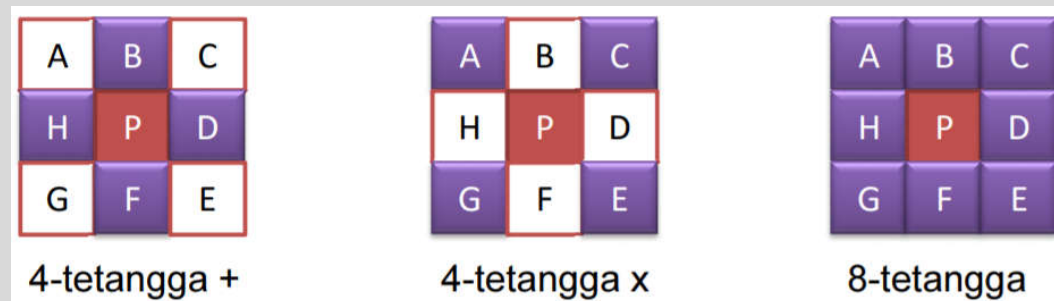 A B C
H P D
G F E
4-tetangga +
A B C
H P D
G F E
4-tetangga x
A B C
H P D
G F E
8-tetangga